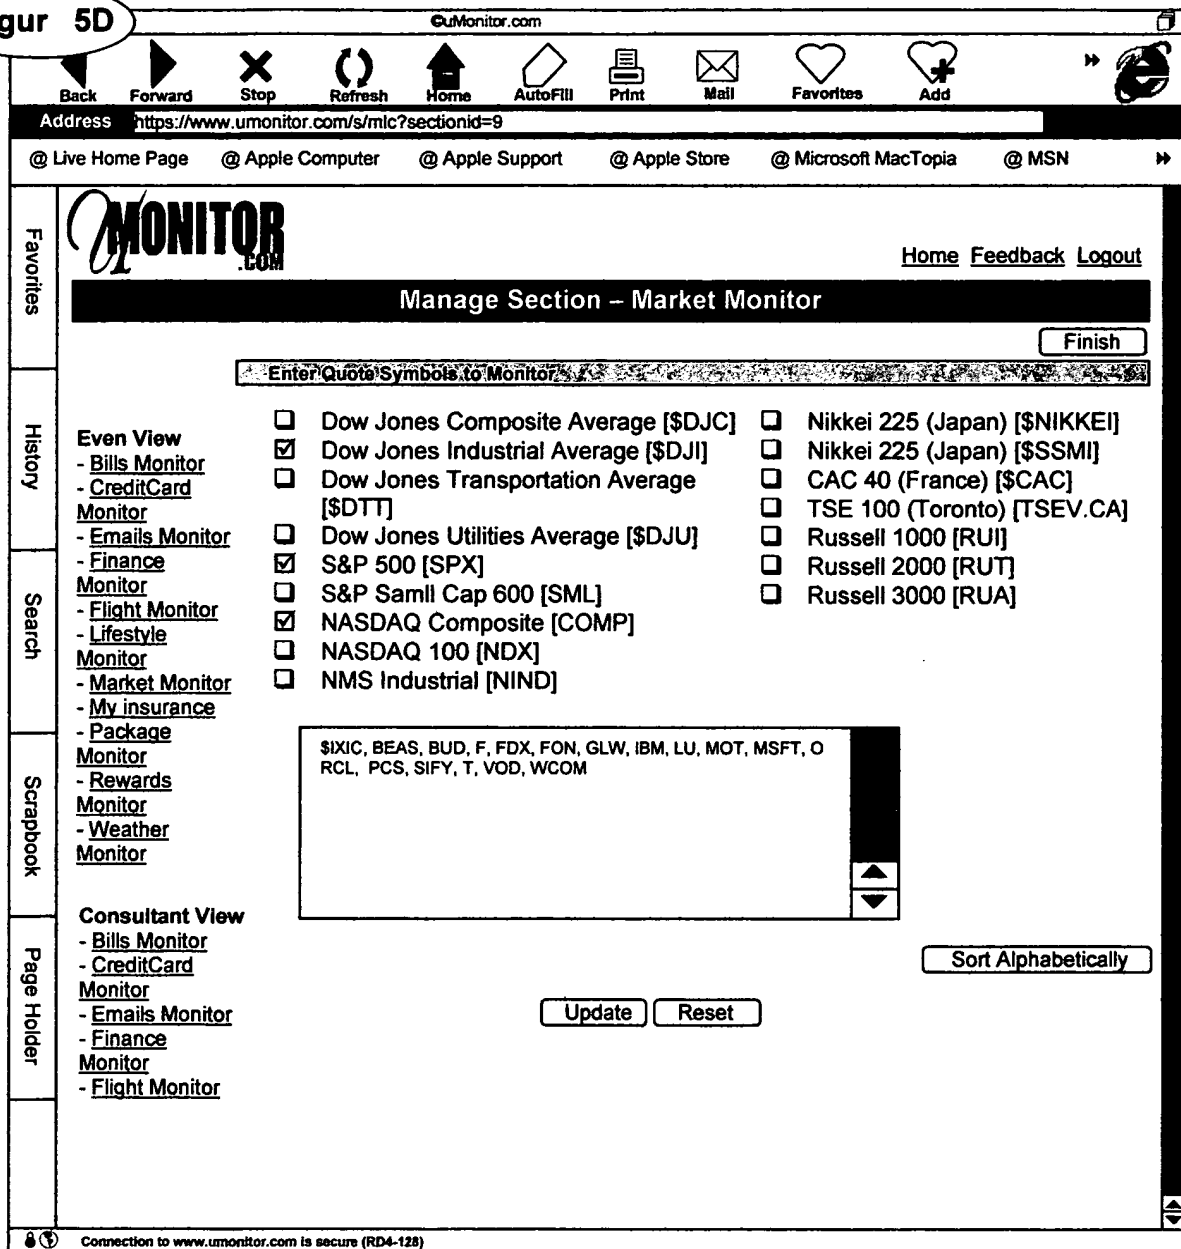 gur 5D
©uMonitor.com
Back Forward Stop Refresh Home AutoFill Print Mail Favorites Add
Address https://www.umonitor.com/s/mlc?sectionid=9
@ Live Home Page @ Apple Computer @ Apple Support @ Apple Store @ Microsoft MacTopia @ MSN
Favorites
History
Search
Scrapbook
Page Holder
UMONITOR
.COM
Home Feedback Logout
Manage Section – Market Monitor
Finish
Enter Quote Symbols to Monitor
Even View
- Bills Monitor
- CreditCard
Monitor
- Emails Monitor
- Finance
Monitor
- Flight Monitor
- Lifestyle
Monitor
- Market Monitor
- My insurance
- Package
Monitor
- Rewards
Monitor
- Weather
Monitor
Consultant View
- Bills Monitor
- CreditCard
Monitor
- Emails Monitor
- Finance
Monitor
- Flight Monitor
Dow Jones Composite Average [$DJC]
Dow Jones Industrial Average [$DJI]
Dow Jones Transportation Average
[$DTT]
Dow Jones Utilities Average [$DJU]
S&P 500 [SPX]
S&P Samll Cap 600 [SML]
NASDAQ Composite [COMP]
NASDAQ 100 [NDX]
NMS Industrial [NIND]
Nikkei 225 (Japan) [$NIKKEI]
Nikkei 225 (Japan) [$SSMI]
CAC 40 (France) [$CAC]
TSE 100 (Toronto) [TSEV.CA]
Russell 1000 [RUI]
Russell 2000 [RUT]
Russell 3000 [RUA]
$IXIC, BEAS, BUD, F, FDX, FON, GLW, IBM, LU, MOT, MSFT, O
RCL, PCS, SIFY, T, VOD, WCOM
Sort Alphabetically
Update Reset
Connection to www.umonitor.com is secure (RD4-128)